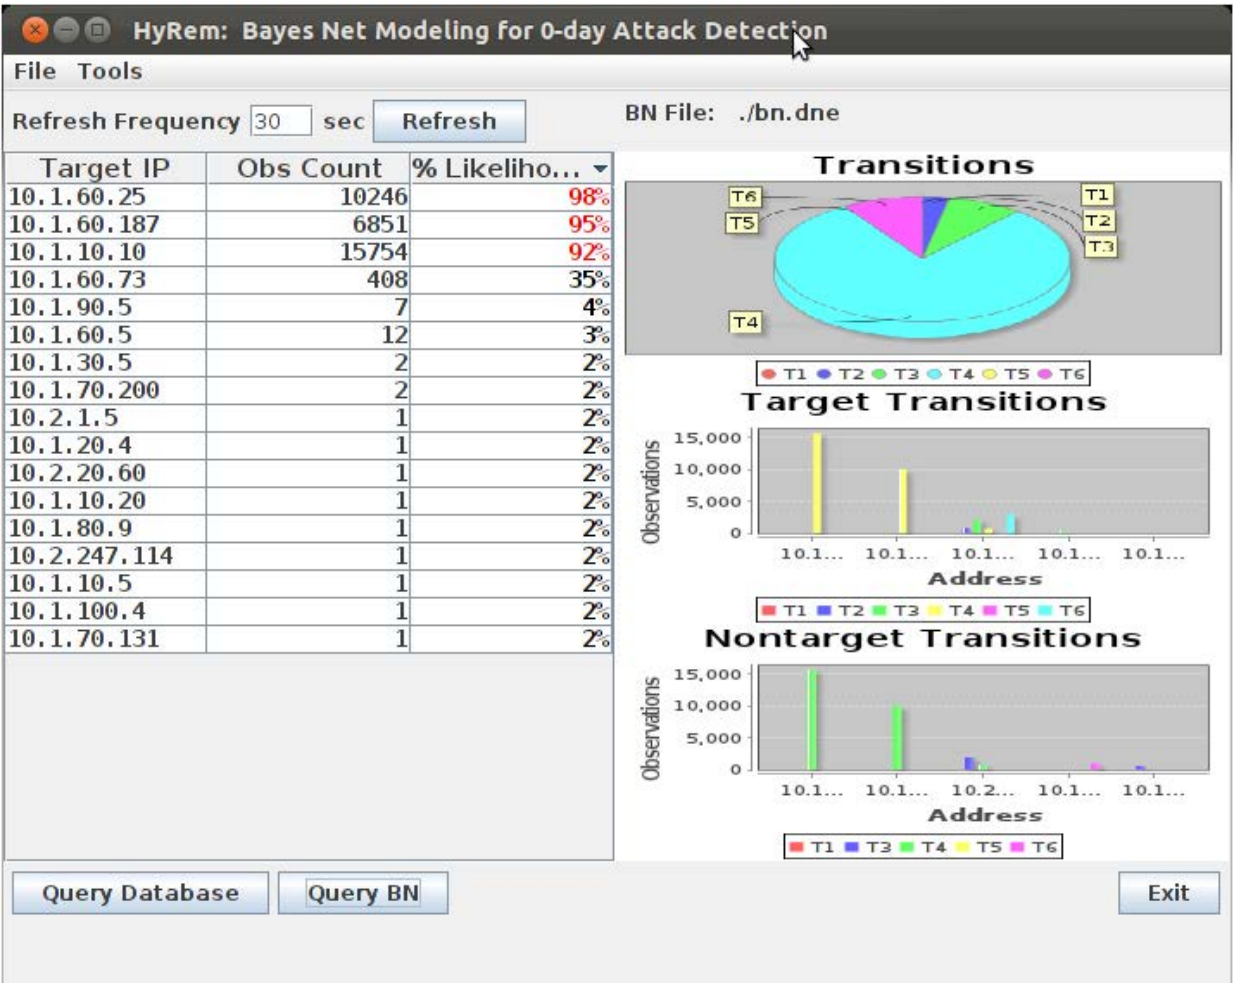 HyRem: Bayes Net Modeling for 0-day Attack Detection
File Tools
Refresh Frequency 30 sec Refresh
BN File: ./bn.dne
Target IP Obs Count % Likeliho...
10.1.60.25 10246 98%
10.1.60.187 6851 95%
10.1.10.10 15754 92%
10.1.60.73 408 35%
10.1.90.5 7 4%
10.1.60.5 12 3%
10.1.30.5 2 2%
10.1.70.200 2 2%
10.2.1.5 1 2%
10.1.20.4 1 2%
10.2.20.60 1 2%
10.1.10.20 1 2%
10.1.80.9 1 2%
10.2.247.114 1 2%
10.1.10.5 1 2%
10.1.100.4 1 2%
10.1.70.131 1 2%
Transitions
T6 T1
T5 T2
T3
T4
T1 T2 T3 T4 T5 T6
Target Transitions
Observations
15,000
10,000
5,000
0
10.1... 10.1... 10.1... 10.1... 10.1...
Address
T1 T2 T3 T4 T5 T6
Nontarget Transitions
Observations
15,000
10,000
5,000
0
10.1... 10.1... 10.2... 10.1... 10.1...
Address
T1 T3 T4 T5 T6
Query Database Query BN Exit